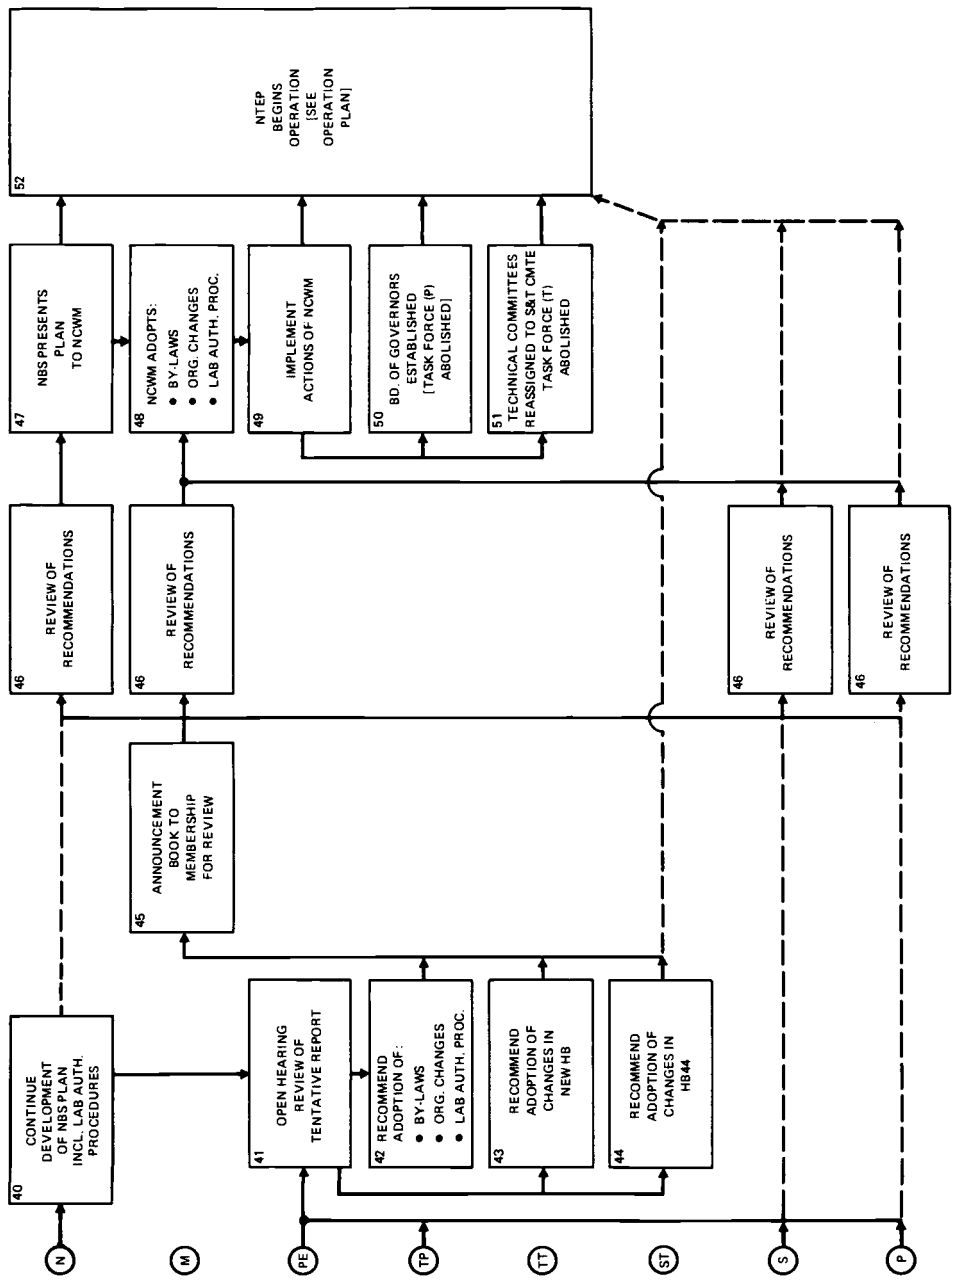 N
M
PE
TP
TT
ST
S
P
40
CONTINUE
DEVELOPMENT
OF NBS PLAN
INCL. LAB AUTH.
PROCEDURES
41
OPEN HEARING
REVIEW OF
TENTATIVE REPORT
42
RECOMMEND
ADOPTION OF:
● BY-LAWS
● ORG. CHANGES
● LAB AUTH. PROC.
43
RECOMMEND
ADOPTION OF
CHANGES IN
NEW HB
44
RECOMMEND
ADOPTION OF
CHANGES IN
HB44
45
ANNOUNCEMENT
BOOK TO
MEMBERSHIP
FOR REVIEW
46
REVIEW OF
RECOMMENDATIONS
46
REVIEW OF
RECOMMENDATIONS
46
REVIEW OF
RECOMMENDATIONS
46
REVIEW OF
RECOMMENDATIONS
47
NBS PRESENTS
PLAN
TO NCWM
48
NCWM ADOPTS:
● BY-LAWS
● ORG. CHANGES
● LAB AUTH. PROC.
49
IMPLEMENT
ACTIONS OF NCWM
50
BD. OF GOVERNORS
ESTABLISHED
[TASK FORCE (P)
ABOLISHED]
51
TECHNICAL COMMITTEES
REASSIGNED TO S&T CMTE
TASK FORCE (T)
ABOLISHED
52
NTEP
BEGINS
OPERATION
[SEE
OPERATION
PLAN]